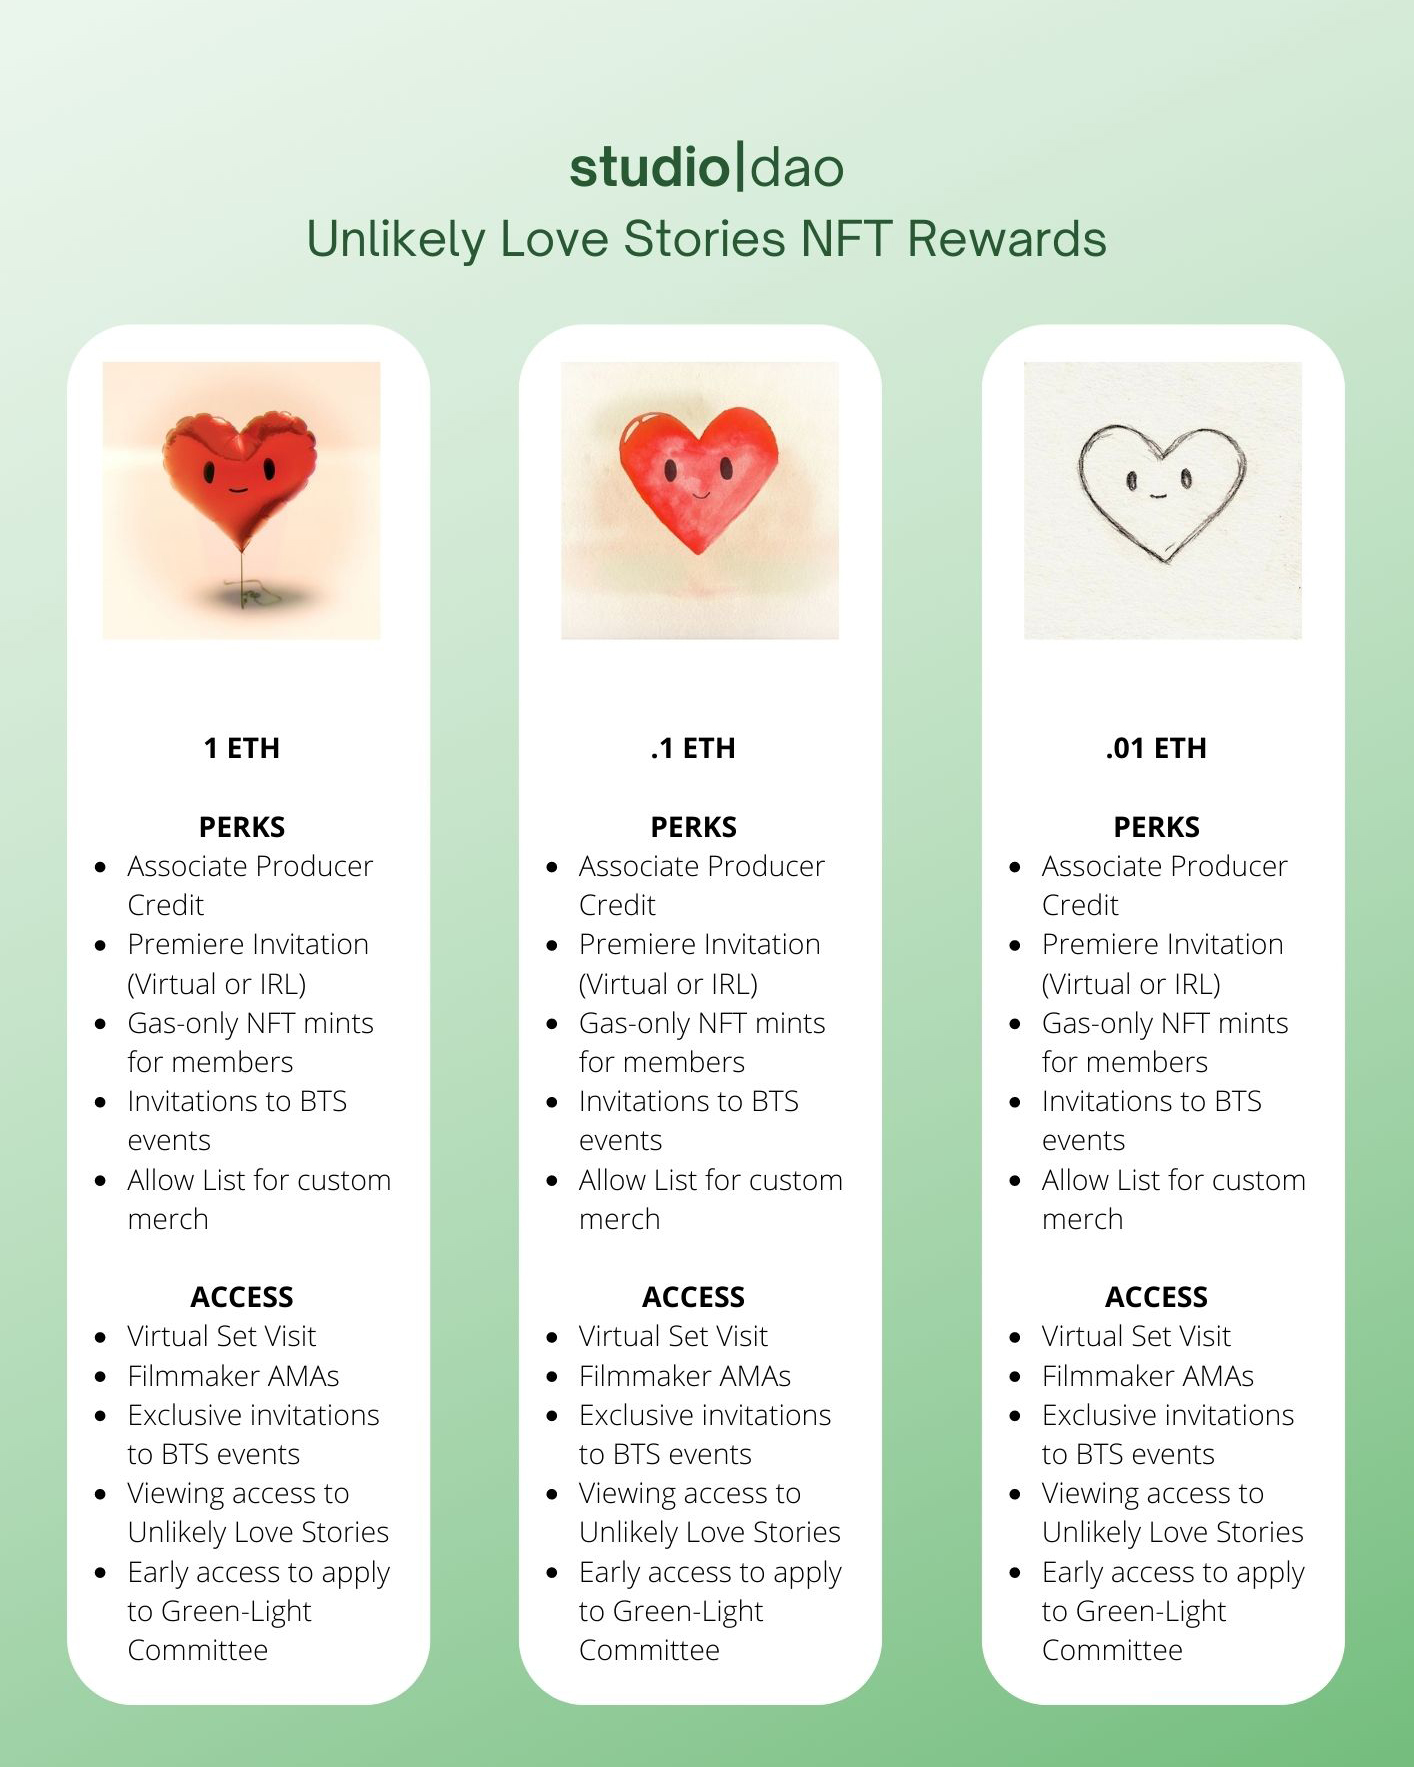 studio|dao
Unlikely Love Stories NFT Rewards
1 ETH
PERKS
• Associate Producer
Credit
• Premiere Invitation
(Virtual or IRL)
• Gas-only NFT mints
for members
• Invitations to BTS
events
• Allow List for custom
merch
ACCESS
• Virtual Set Visit
• Filmmaker AMAs
• Exclusive invitations
to BTS events
• Viewing access to
Unlikely Love Stories
• Early access to apply
to Green-Light
Committee
.1 ETH
PERKS
• Associate Producer
Credit
• Premiere Invitation
(Virtual or IRL)
• Gas-only NFT mints
for members
• Invitations to BTS
events
• Allow List for custom
merch
ACCESS
• Virtual Set Visit
• Filmmaker AMAs
• Exclusive invitations
to BTS events
• Viewing access to
Unlikely Love Stories
• Early access to apply
to Green-Light
Committee
.01 ETH
PERKS
• Associate Producer
Credit
• Premiere Invitation
(Virtual or IRL)
• Gas-only NFT mints
for members
• Invitations to BTS
events
• Allow List for custom
merch
ACCESS
• Virtual Set Visit
• Filmmaker AMAs
• Exclusive invitations
to BTS events
• Viewing access to
Unlikely Love Stories
• Early access to apply
to Green-Light
Committee